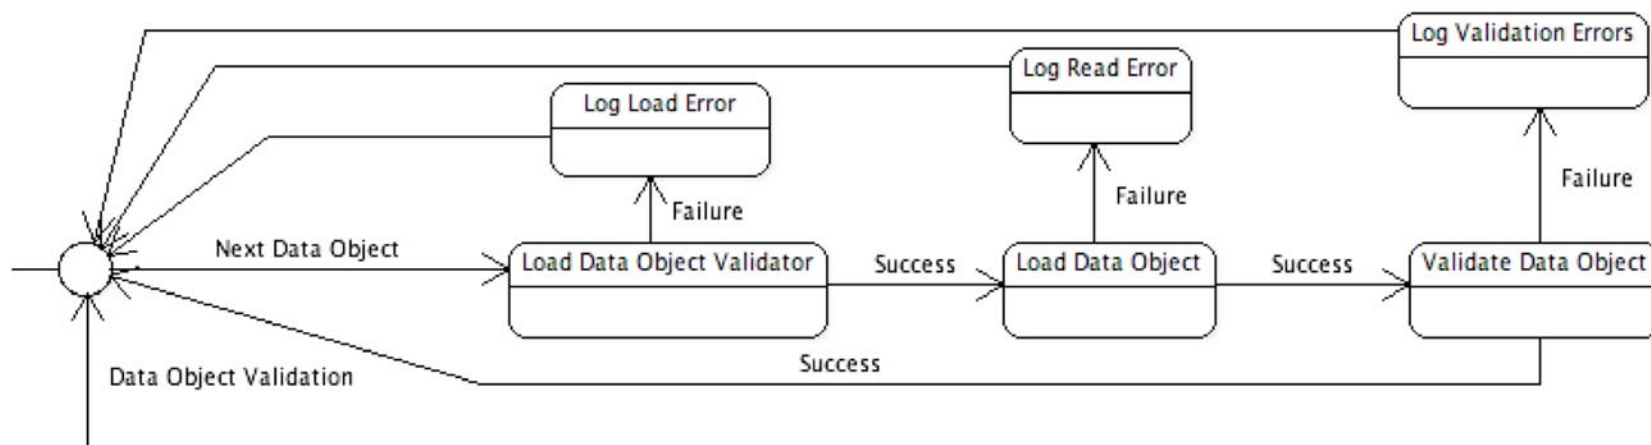 Log Validation Errors
Log Read Error
Log Load Error
Failure
Failure
Failure
Next Data Object
Load Data Object Validator
Success
Load Data Object
Success
Validate Data Object
Data Object Validation
Success